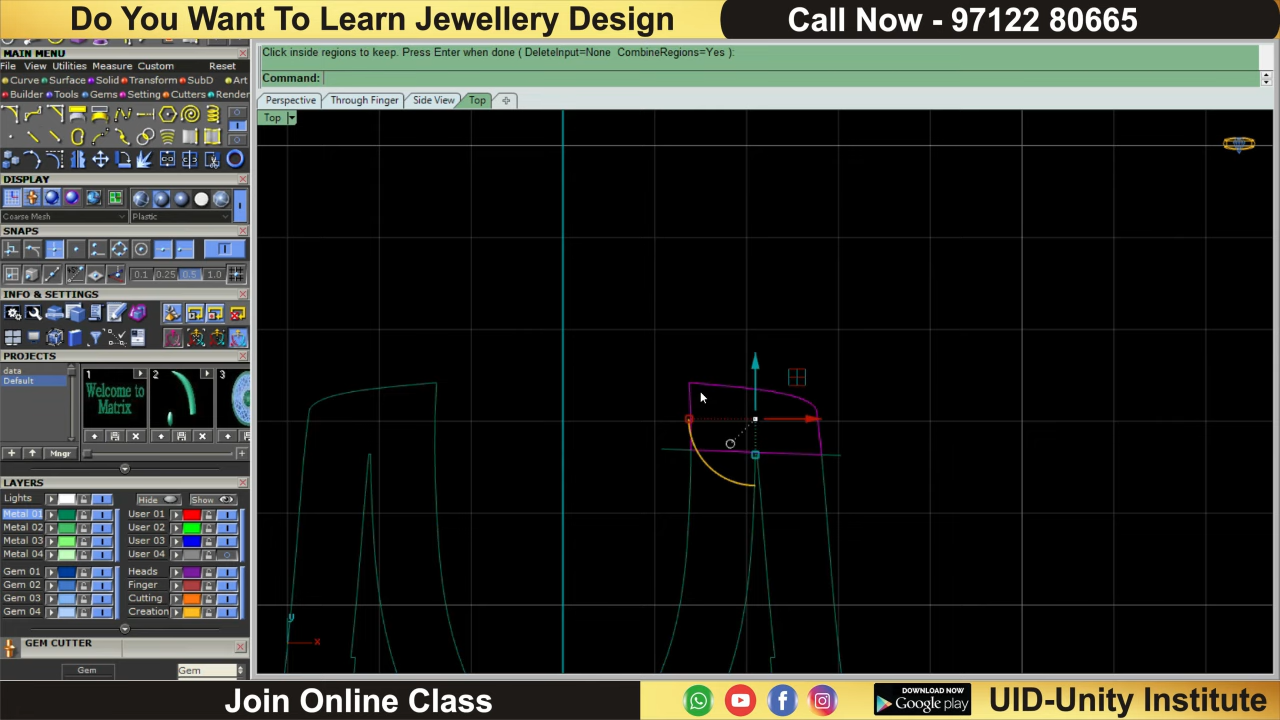 Do You Want To Learn Jewellery Design
Call Now - 97122 80665
MAIN MENU
File View Utilities Measure Custom Reset
Curve Surface Solid Transform SubD Art
Builder Tools Gems Setting Cutters Render
DISPLAY
Coarse Mesh
Plastic
SNAPS
0.1 0.25 0.5 1.0
INFO & SETTINGS
PROJECTS
data
Default
1
Welcome to Matrix
2
3
Mngr
LAYERS
Lights
Hide
Show
Metal 01
User 01
Metal 02
User 02
Metal 03
User 03
Metal 04
User 04
Gem 01
Heads
Gem 02
Finger
Gem 03
Cutting
Gem 04
Creation
GEM CUTTER
Gem
Gem
Click inside regions to keep. Press Enter when done ( DeleteInput=None CombineRegions=Yes ):
Command:
Perspective
Through Finger
Side View
Top
Top
y
x
Join Online Class
DOWNLOAD NOW
Google play
UID-Unity Institute